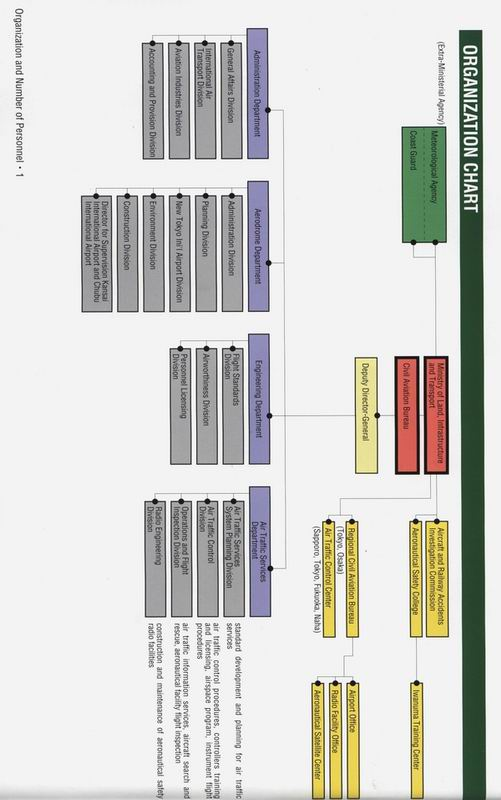 ORGANIZATION CHART
(Extra-Ministerial Agency)
Meteorological Agency
Coast Guard
Ministry of Land, Infrastructure
and Transport
Civil Aviation Bureau
Deputy Director-General
Aircraft and Railway Accidents
Investigation Commission
Aeronautical Safety College
Iwanuma Training Center
Regional Civil Aviation Bureau
(Tokyo, Osaka)
Air Traffic Control Center
(Sapporo, Tokyo, Fukuoka, Naha)
Airport Office
Radio Facility Office
Aeronautical Satellite Center
Administration Department
General Affairs Division
International Air
Transport Division
Aviation Industries Division
Accounting and Provision Division
Aerodrome Department
Administration Division
Planning Division
New Tokyo Int'l Airport Division
Environment Division
Construction Division
Director for Supervision Kansai
International Airport and Chubu
International Airport
Engineering Department
Flight Standards
Division
Airworthiness Division
Personnel Licensing
Division
Air Traffic Services
Department
Air Traffic Services
System Planning Division
standard development and planning for air traffic
services
Air Traffic Control
Division
air traffic control procedures, controllers training
and licensing, airspace program, instrument flight
procedures
Operations and Flight
Inspection Division
air traffic information services, aircraft search and
rescue, aeronautical facility flight inspection
Radio Engineering
Division
construction and maintenance of aeronautical safety
radio facilities
Organization and Number of Personnel • 1